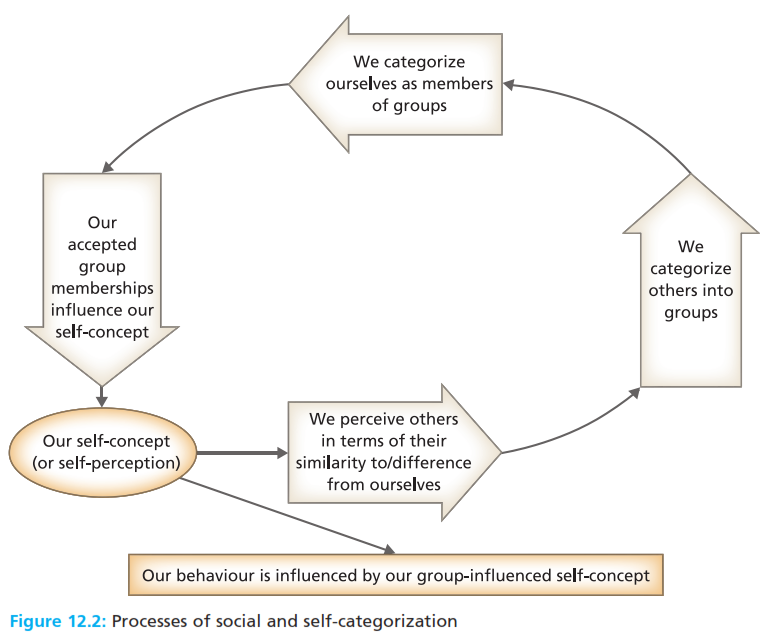 We categorize
ourselves as members
of groups
Our
accepted
group
memberships
influence our
self-concept
We
categorize
others into
groups
Our self-concept
(or self-perception)
We perceive others
in terms of their
similarity to/difference
from ourselves
Our behaviour is influenced by our group-influenced self-concept
Figure 12.2: Processes of social and self-categorization